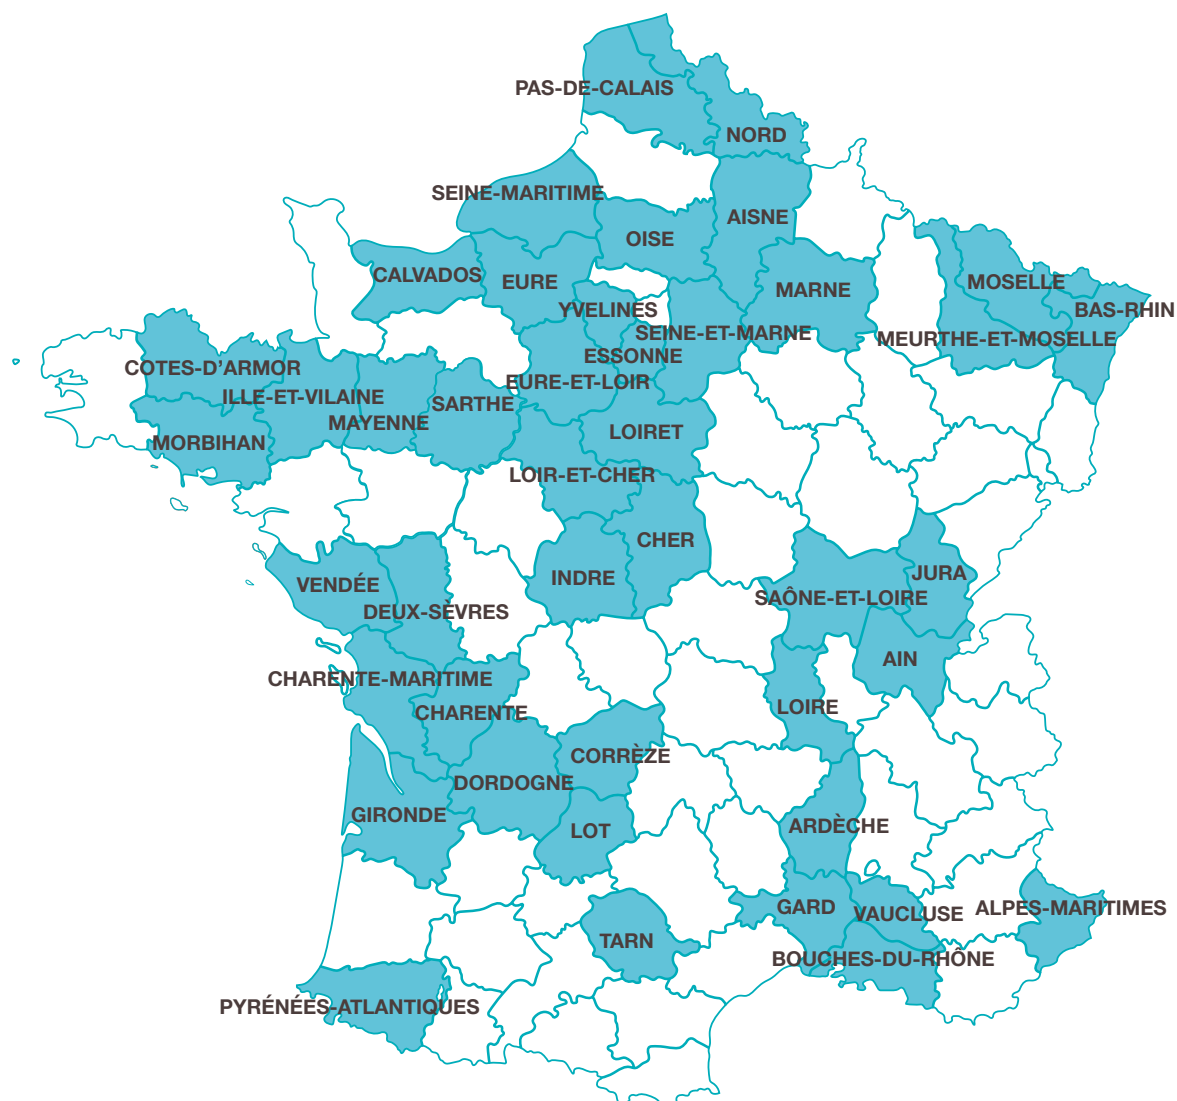 PAS-DE-CALAIS
NORD
SEINE-MARITIME
AISNE
OISE
CALVADOS
EURE
MOSELLE
MARNE
YVELINES
BAS-RHIN
SEINE-ET-MARNE
MEURTHE-ET-MOSELLE
ESSONNE
COTES-D'ARMOR
EURE-ET-LOIR
ILLE-ET-VILAINE
SARTHE
MAYENNE
LOIRET
MORBIHAN
LOIR-ET-CHER
CHER
JURA
INDRE
VENDÉE
SAÔNE-ET-LOIRE
DEUX-SÈVRES
AIN
CHARENTE-MARITIME
LOIRE
CHARENTE
CORRÈZE
DORDOGNE
GIRONDE
ARDÈCHE
LOT
GARD
ALPES-MARITIMES
VAUCLUSE
TARN
BOUCHES-DU-RHÔNE
PYRÉNÉES-ATLANTIQUES